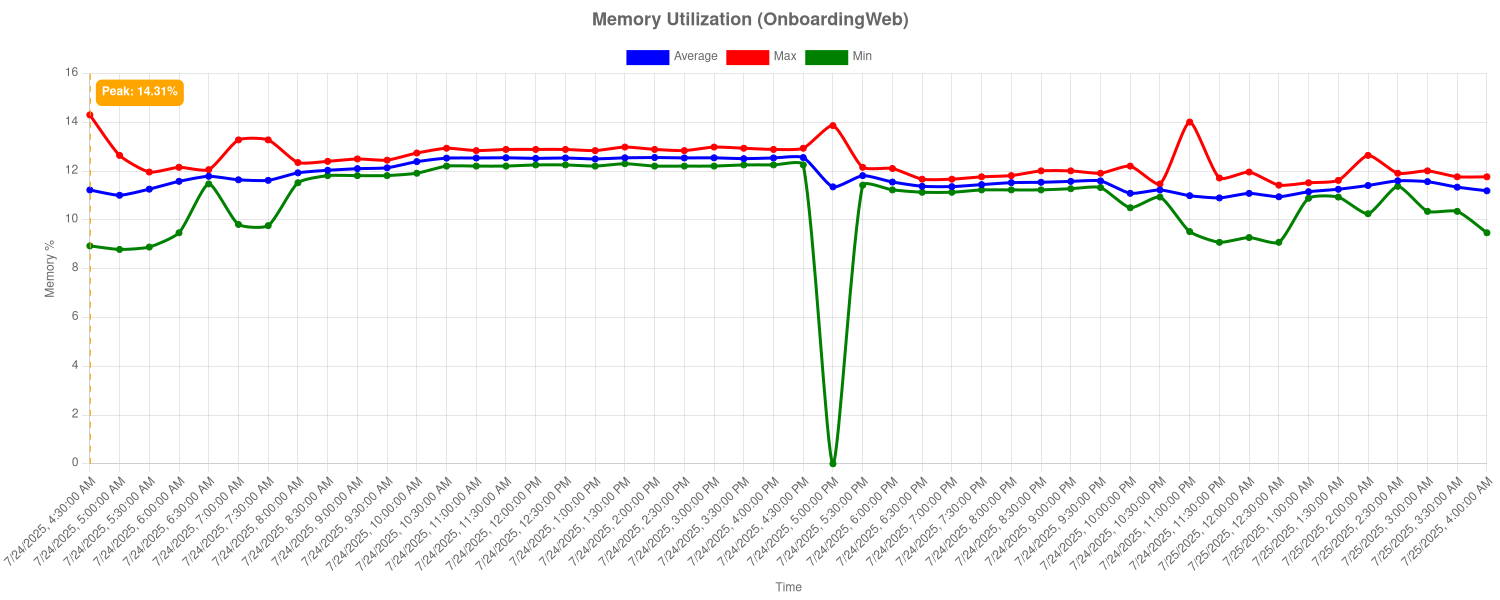 Memory Utilization (OnboardingWeb)
Average
Max
Min
Peak: 14.31%
Memory %
16
14
12
10
8
6
4
2
0
7/24/2025, 4:30:00 AM
7/24/2025, 5:00:00 AM
7/24/2025, 5:30:00 AM
7/24/2025, 6:00:00 AM
7/24/2025, 6:30:00 AM
7/24/2025, 7:00:00 AM
7/24/2025, 7:30:00 AM
7/24/2025, 8:00:00 AM
7/24/2025, 8:30:00 AM
7/24/2025, 9:00:00 AM
7/24/2025, 9:30:00 AM
7/24/2025, 10:00:00 AM
7/24/2025, 10:30:00 AM
7/24/2025, 11:00:00 AM
7/24/2025, 11:30:00 AM
7/24/2025, 12:00:00 PM
7/24/2025, 12:30:00 PM
7/24/2025, 1:00:00 PM
7/24/2025, 1:30:00 PM
7/24/2025, 2:00:00 PM
7/24/2025, 2:30:00 PM
7/24/2025, 3:00:00 PM
7/24/2025, 3:30:00 PM
7/24/2025, 4:00:00 PM
7/24/2025, 4:30:00 PM
7/24/2025, 5:00:00 PM
7/24/2025, 5:30:00 PM
7/24/2025, 6:00:00 PM
7/24/2025, 6:30:00 PM
7/24/2025, 7:00:00 PM
7/24/2025, 7:30:00 PM
7/24/2025, 8:00:00 PM
7/24/2025, 8:30:00 PM
7/24/2025, 9:00:00 PM
7/24/2025, 9:30:00 PM
7/24/2025, 10:00:00 PM
7/24/2025, 10:30:00 PM
7/24/2025, 11:00:00 PM
7/24/2025, 11:30:00 PM
7/25/2025, 12:00:00 AM
7/25/2025, 12:30:00 AM
7/25/2025, 1:00:00 AM
7/25/2025, 1:30:00 AM
7/25/2025, 2:00:00 AM
7/25/2025, 2:30:00 AM
7/25/2025, 3:00:00 AM
7/25/2025, 3:30:00 AM
7/25/2025, 4:00:00 AM
Time